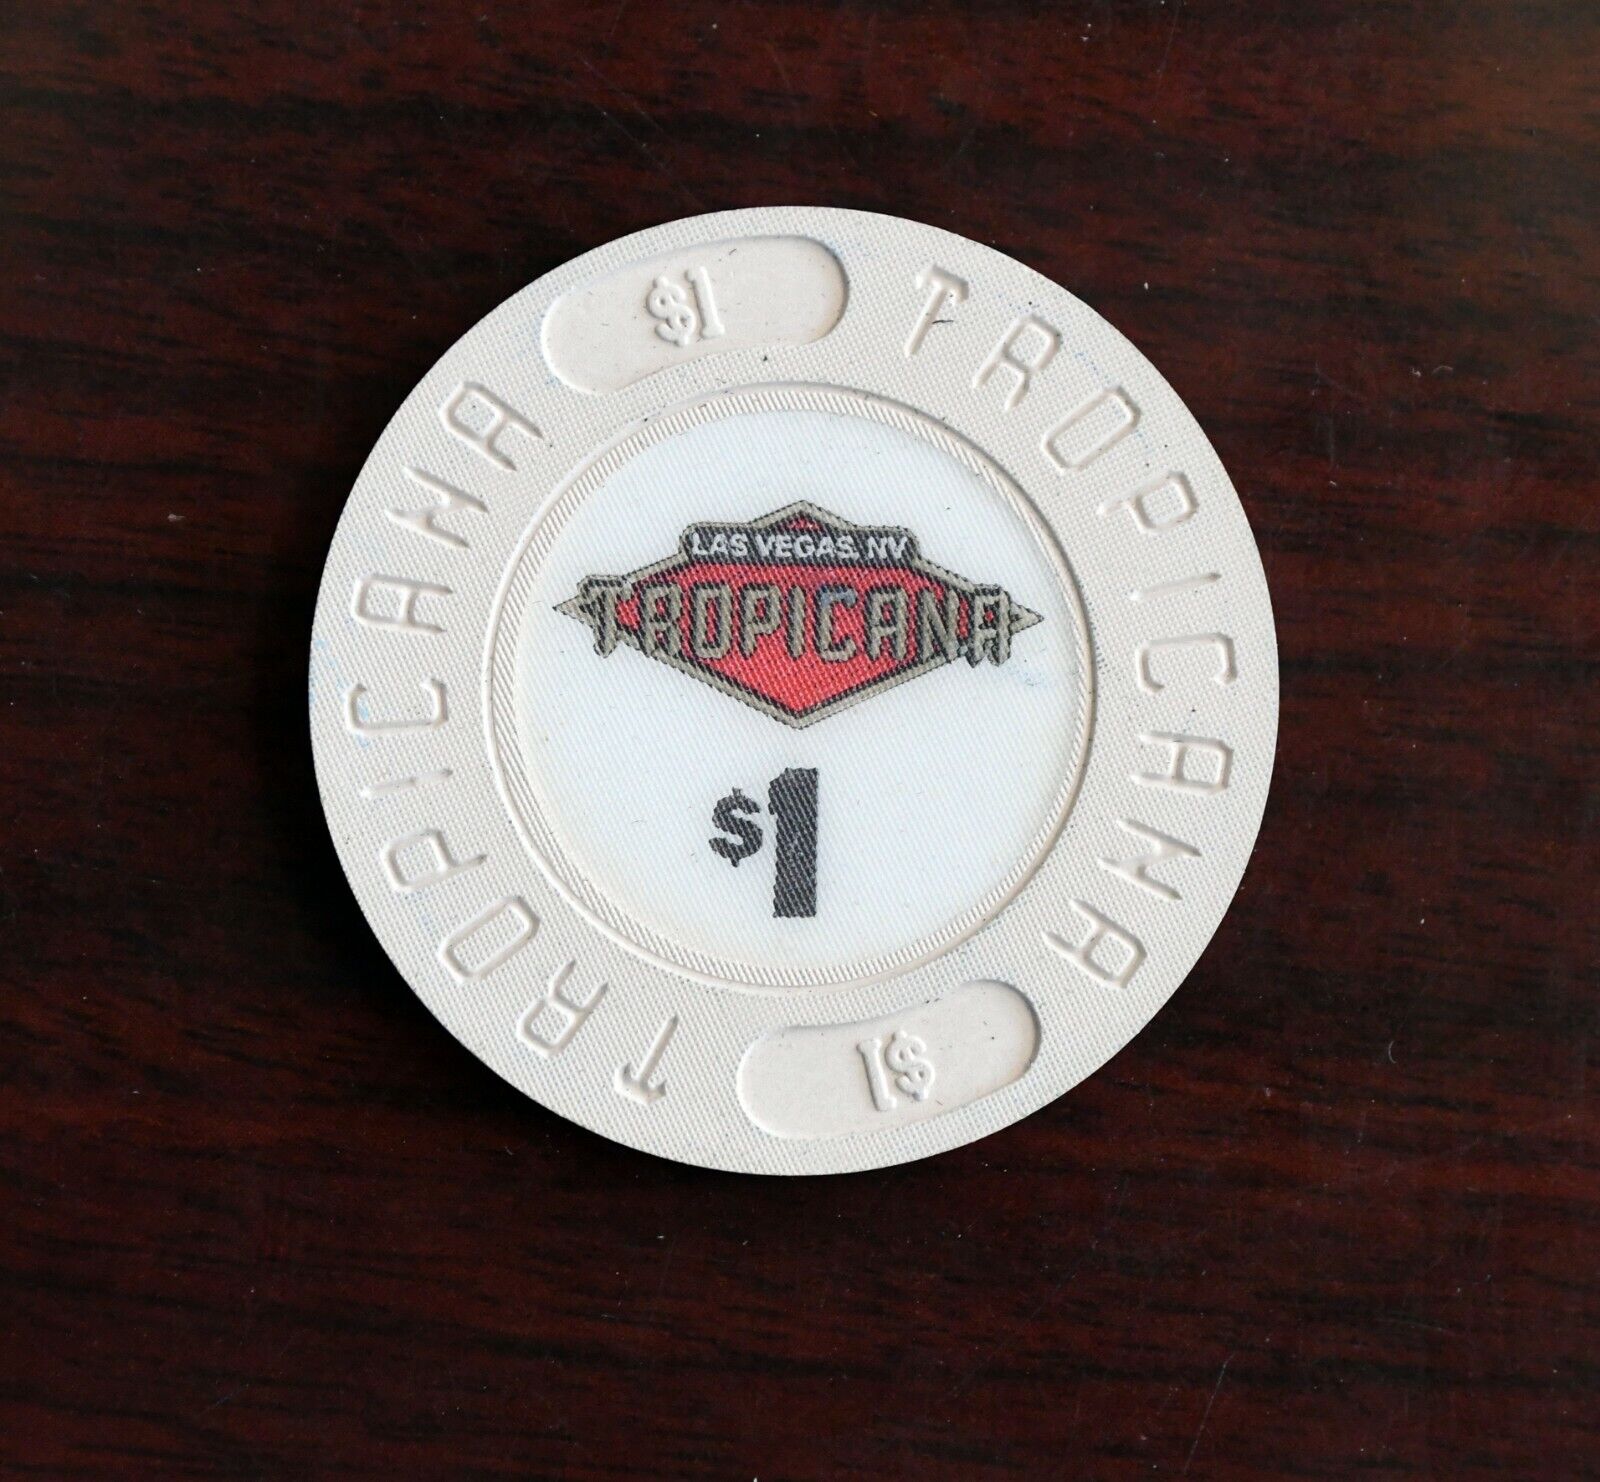 $1
TROPICANA
LAS VEGAS, NV
TROPICANA
$1
$1
TROPICANA